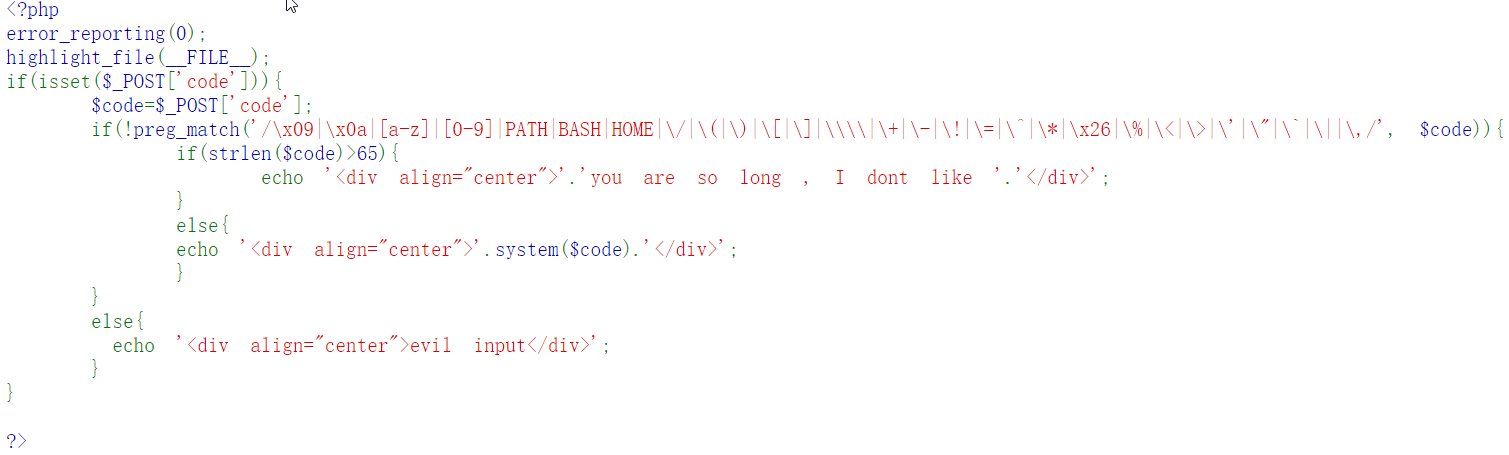 <?php
error_reporting(0);
highlight_file(__FILE__);
if(isset($_POST['code'])){
$code=$_POST['code'];
if(!preg_match('/\x09|\x0a|[a-z]|[0-9]|PATH|BASH|HOME|\/|\(|\)|\[|\]|\\\\|\+|\-|\!|\=|\^|\*|\x26|\%|\<|\>|\'|\"|\`|\||\,/', $code)){
if(strlen($code)>65){
echo '<div align="center">'.'you are so long , I dont like '.'</div>';
}
else{
echo '<div align="center">'.system($code).'</div>';
}
}
else{
echo '<div align="center">evil input</div>';
}
}
?>